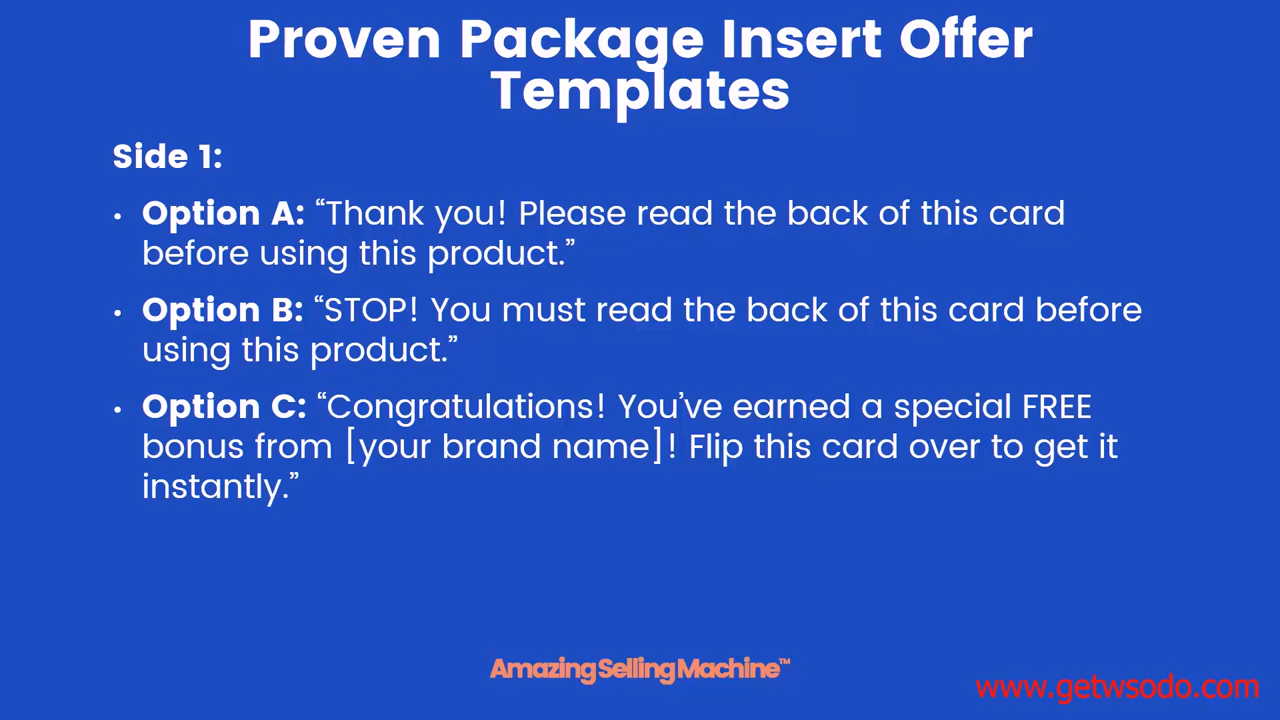 Proven Package Insert Offer
Templates
Side 1:
• Option A: “Thank you! Please read the back of this card
before using this product.”
• Option B: “STOP! You must read the back of this card before
using this product.”
• Option C: “Congratulations! You’ve earned a special FREE
bonus from [your brand name]! Flip this card over to get it
instantly.”
Amazing Selling Machine™
www.getwsodo.com